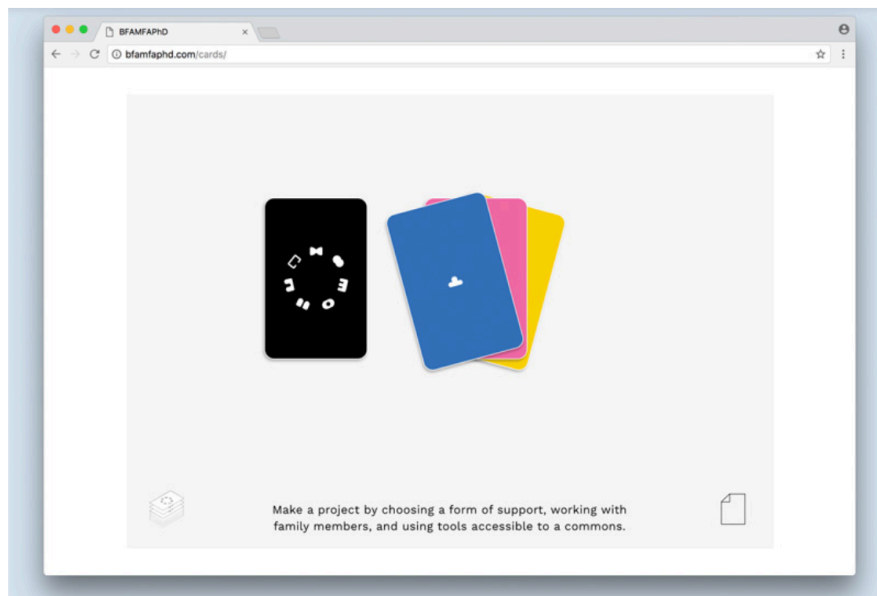 BFAMFAPhD
bfamfaphd.com/cards/
Make a project by choosing a form of support, working with
family members, and using tools accessible to a commons.